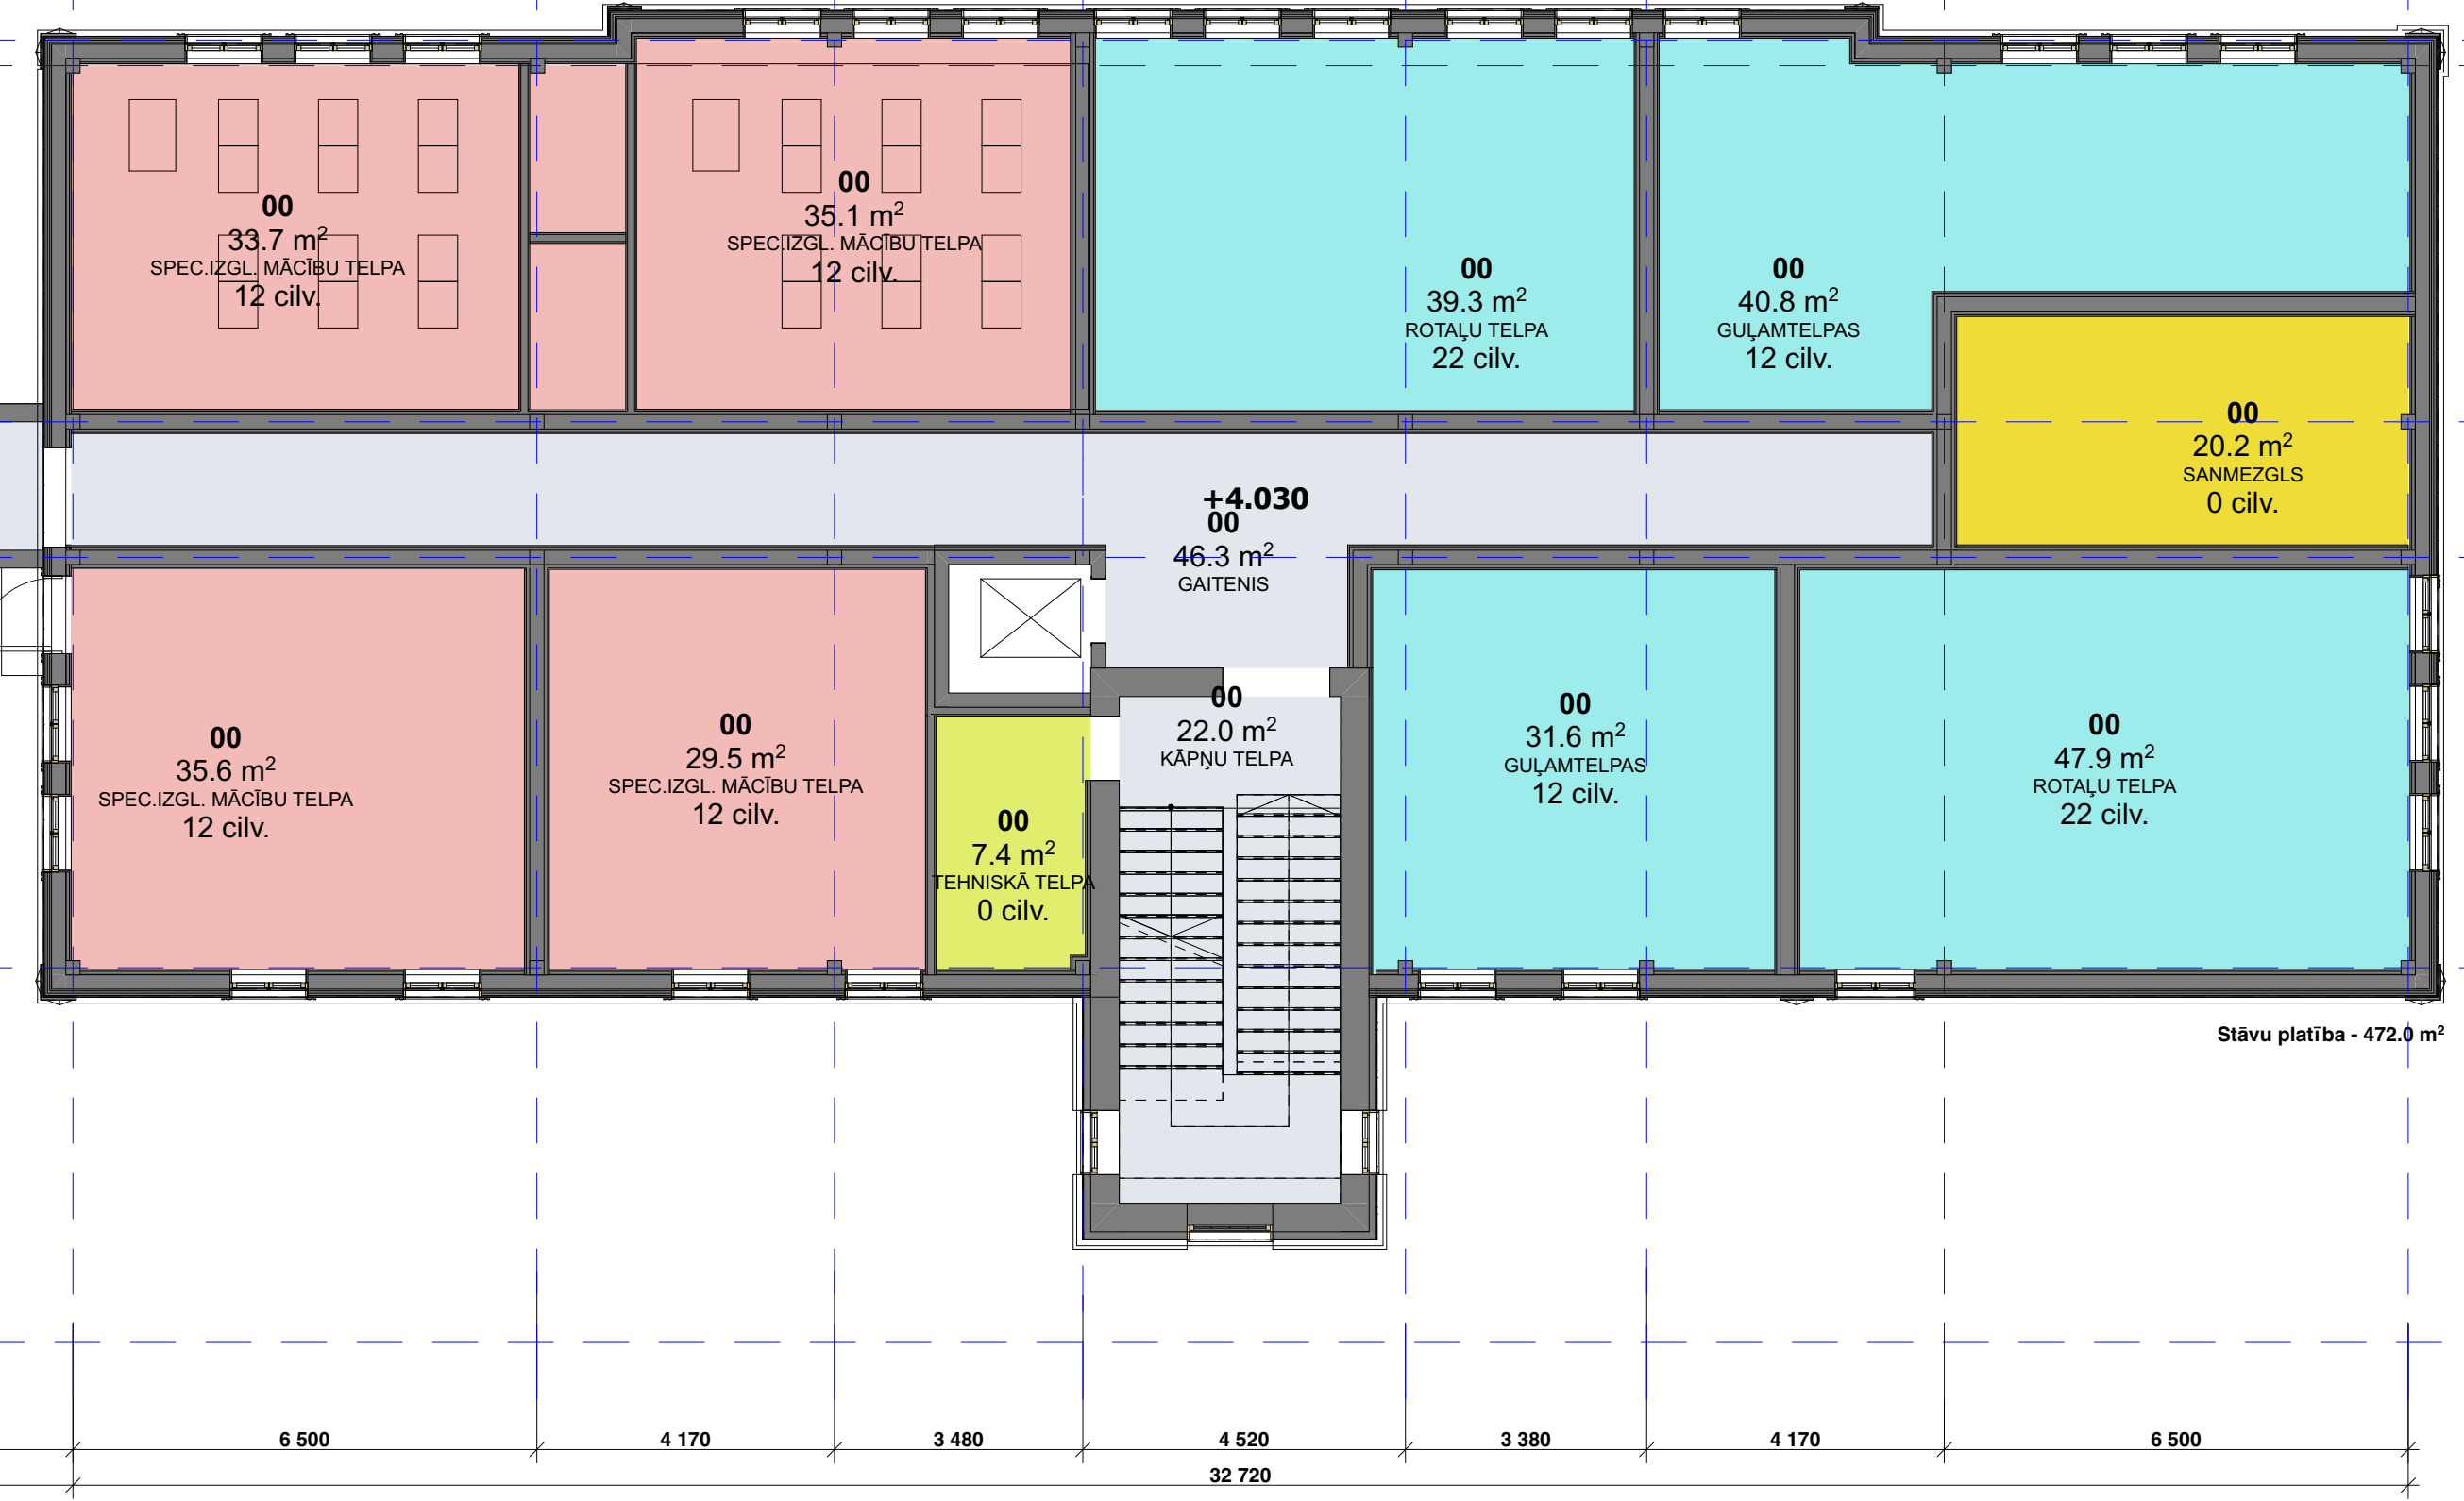 00
33.7 m²
SPEC.IZGL. MĀCĪBU TELPA
12 cilv.
00
35.1 m²
SPEC.IZGL. MĀCĪBU TELPA
12 cilv.
00
39.3 m²
ROTAĻU TELPA
22 cilv.
00
40.8 m²
GUĻAMTELPAS
12 cilv.
00
20.2 m²
SANMEZGLS
0 cilv.
+4.030
00
46.3 m²
GAITENIS
00
35.6 m²
SPEC.IZGL. MĀCĪBU TELPA
12 cilv.
00
29.5 m²
SPEC.IZGL. MĀCĪBU TELPA
12 cilv.
00
7.4 m²
TEHNISKĀ TELPA
0 cilv.
00
22.0 m²
KĀPŅU TELPA
00
31.6 m²
GUĻAMTELPAS
12 cilv.
00
47.9 m²
ROTAĻU TELPA
22 cilv.
Stāvu platība - 472.0 m²
6 500
4 170
3 480
4 520
3 380
4 170
6 500
32 720